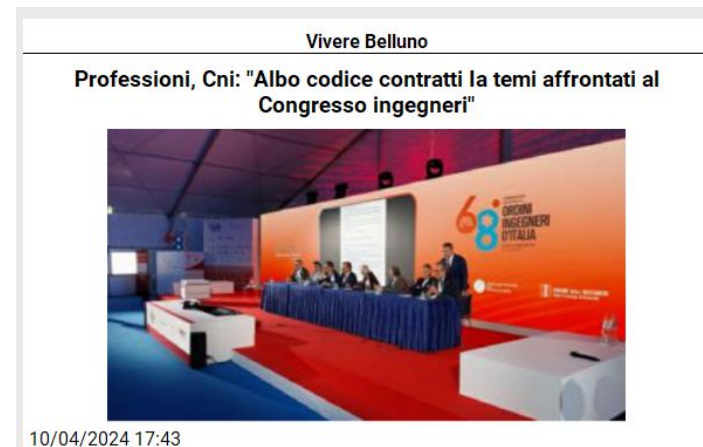 Vivere Belluno
Professioni, Cni: "Albo codice contratti Ia temi affrontati al
Congresso ingegneri"
68°
ORDINI
INGEGNERI
D'ITALIA
10/04/2024 17:43